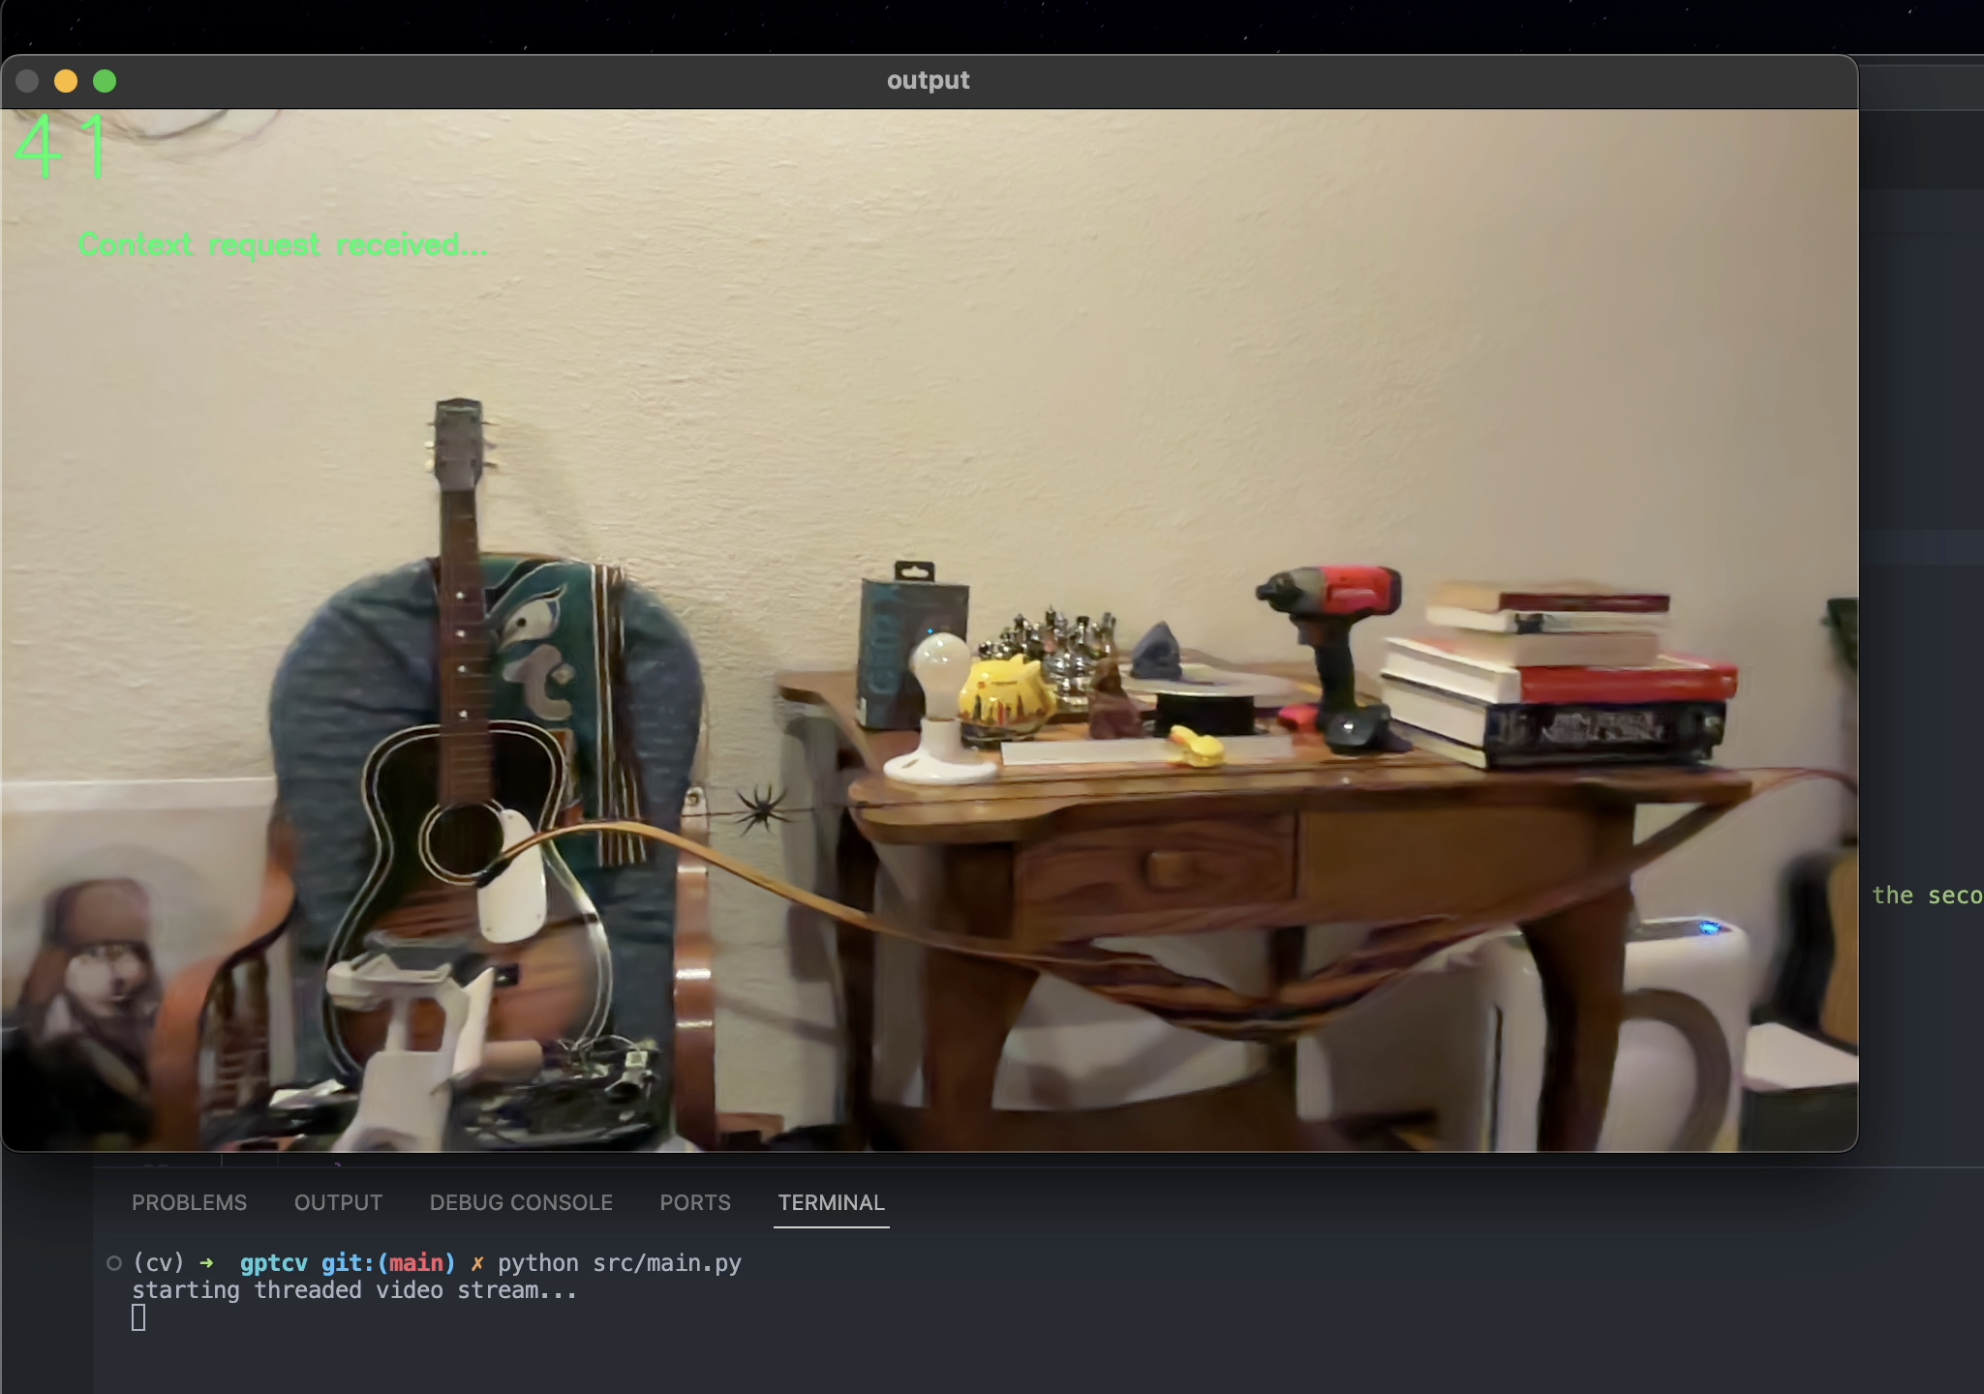 output
41
Context request received...
the seco
PROBLEMS OUTPUT DEBUG CONSOLE PORTS TERMINAL
(cv) ➜ gptcv git:(main) ✗ python src/main.py
starting threaded video stream...